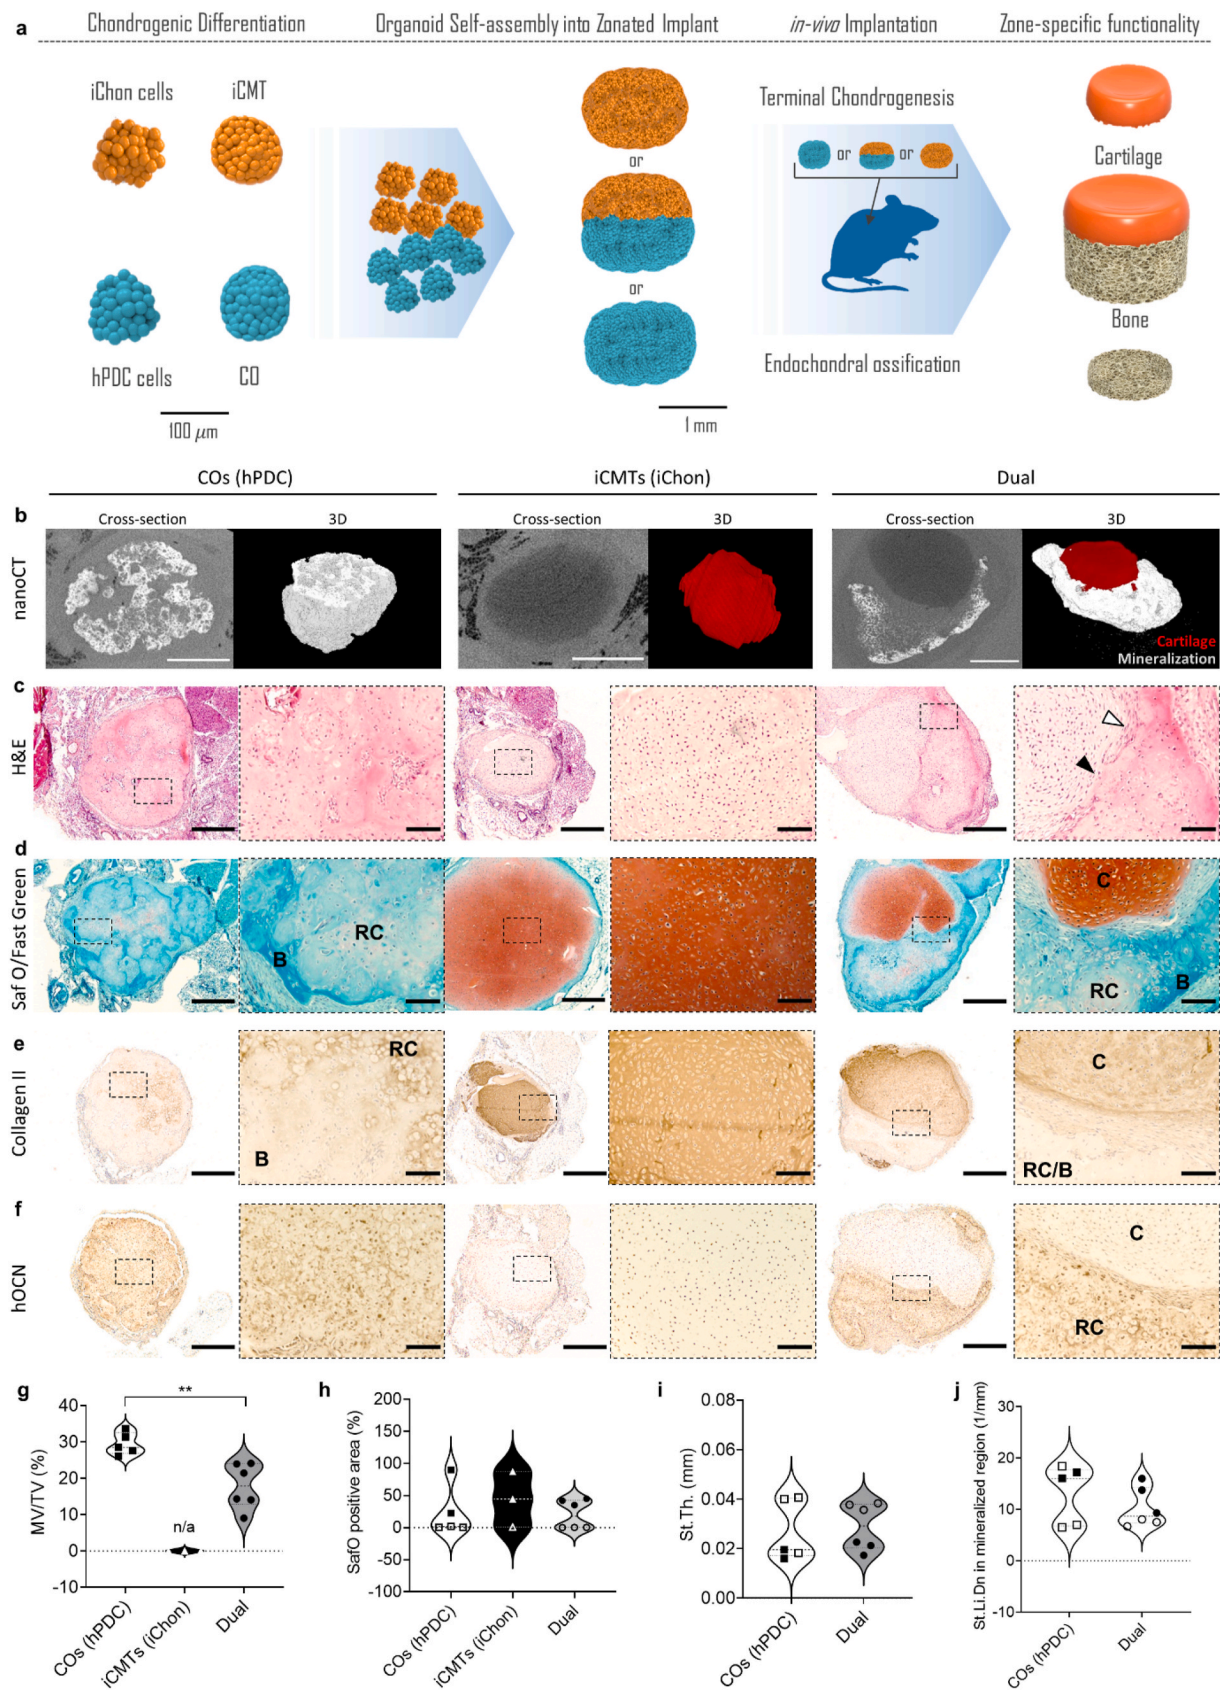 a
Chondrogenic Differentiation
Organoid Self-assembly into Zonated Implant
in-vivo Implantation
Zone-specific functionality
iChon cells
iCMT
hPDC cells
CO
100 µm
or
or
1 mm
Terminal Chondrogenesis
or
or
Endochondral ossification
Cartilage
Bone
COs (hPDC)
iCMTs (iChon)
Dual
b
Cross-section
3D
Cross-section
3D
Cross-section
3D
nanoCT
Cartilage
Mineralization
c
H&E
d
Saf O/Fast Green
B
RC
C
RC
B
e
Collagen II
RC
B
C
RC/B
f
hOCN
C
RC
g
MV/TV (%)
40
30
20
10
0
-10
**
n/a
COs (hPDC)
iCMTs (iChon)
Dual
h
SafO positive area (%)
200
150
100
50
0
-50
-100
COs (hPDC)
iCMTs (iChon)
Dual
i
St.Th. (mm)
0.08
0.06
0.04
0.02
0.00
COs (hPDC)
Dual
j
St.Li.Dn in mineralized region (1/mm)
30
20
10
0
-10
COs (hPDC)
Dual